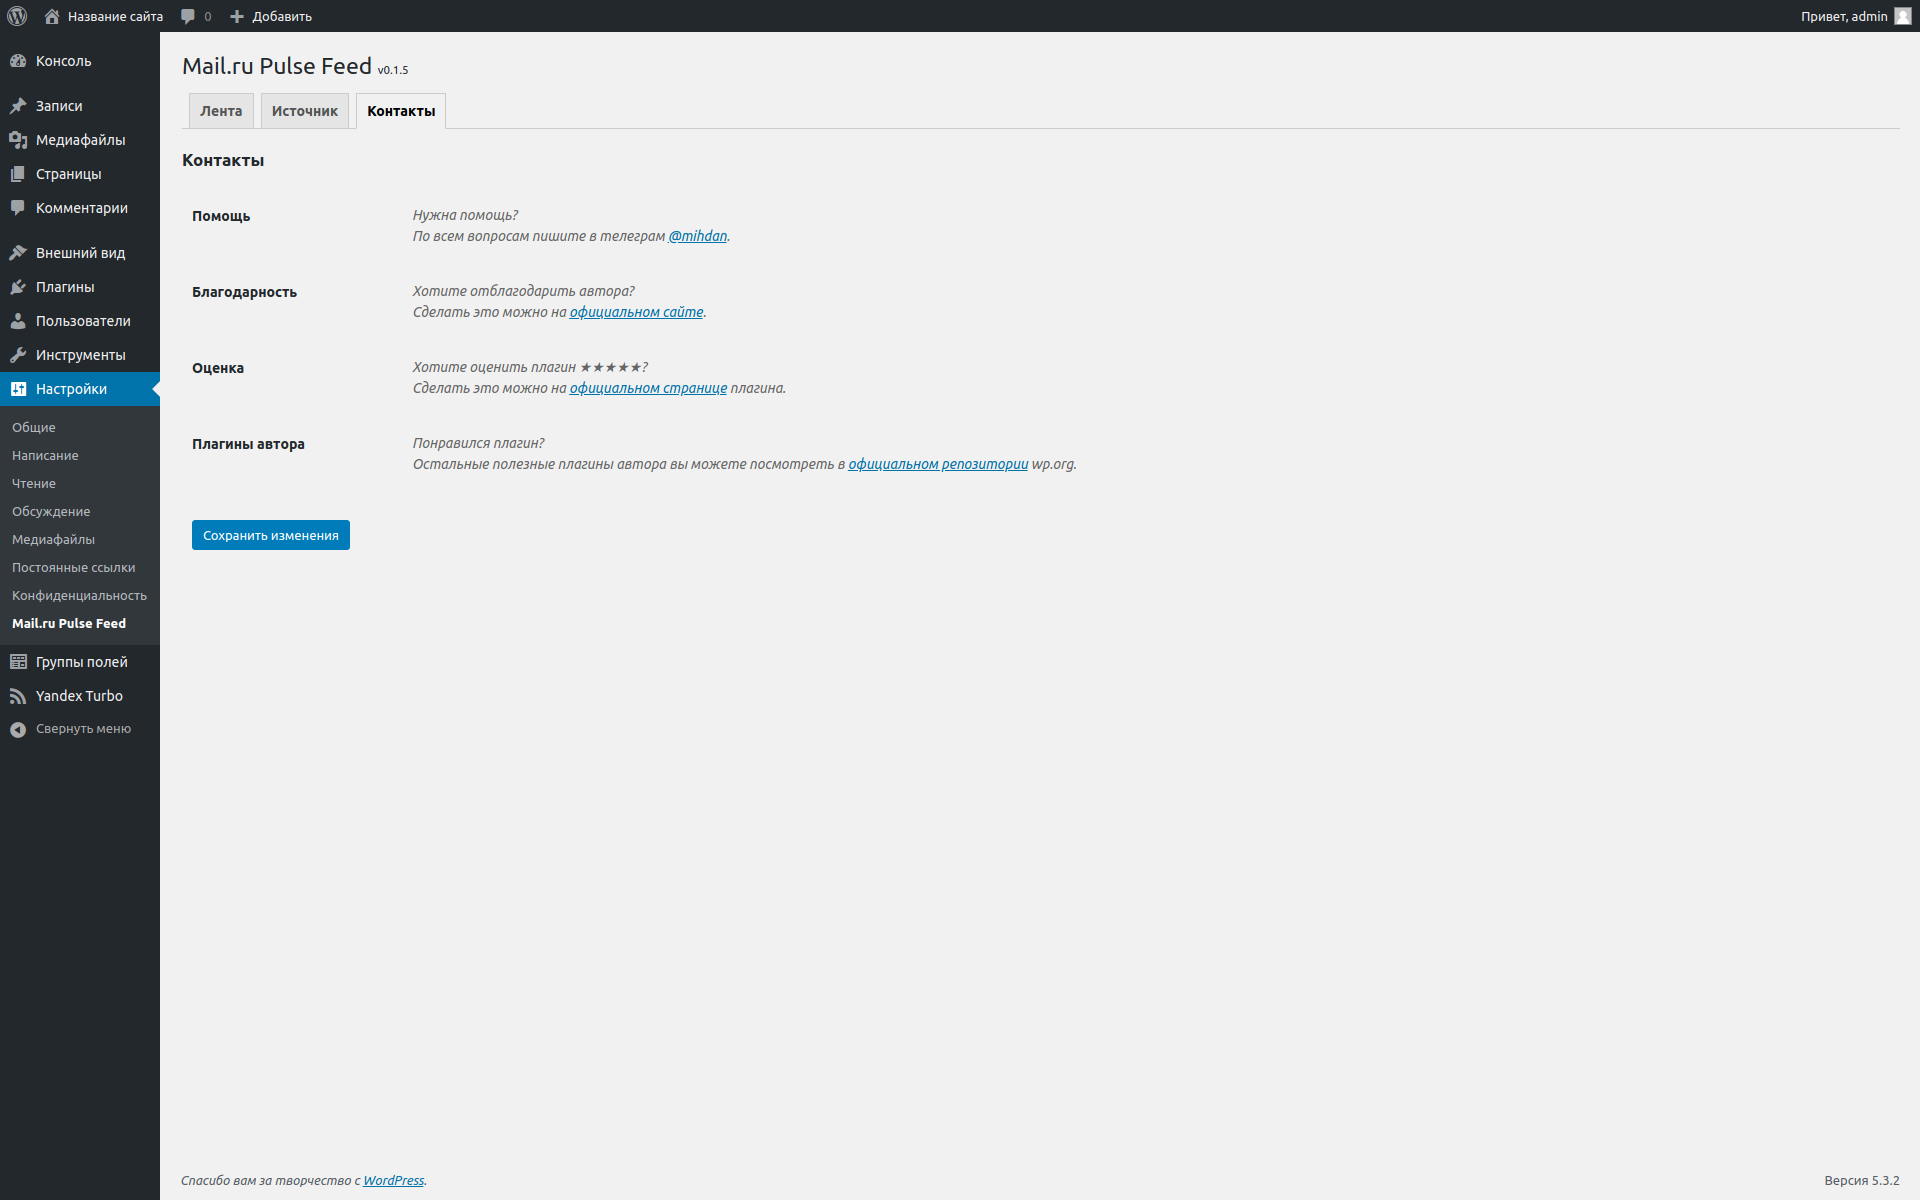 Название сайта
0
Добавить
Привет, admin
Консоль
Записи
Медиафайлы
Страницы
Комментарии
Внешний вид
Плагины
Пользователи
Инструменты
Настройки
Общие
Написание
Чтение
Обсуждение
Медиафайлы
Постоянные ссылки
Конфиденциальность
Mail.ru Pulse Feed
Группы полей
Yandex Turbo
Свернуть меню
Mail.ru Pulse Feed v0.1.5
Лента
Источник
Контакты
Контакты
Помощь
Нужна помощь?
По всем вопросам пишите в телеграм @mihdan.
Благодарность
Хотите отблагодарить автора?
Сделать это можно на официальном сайте.
Оценка
Хотите оценить плагин ★★★★★?
Сделать это можно на официальном странице плагина.
Плагины автора
Понравился плагин?
Остальные полезные плагины автора вы можете посмотреть в официальном репозитории wp.org.
Сохранить изменения
Спасибо вам за творчество с WordPress.
Версия 5.3.2